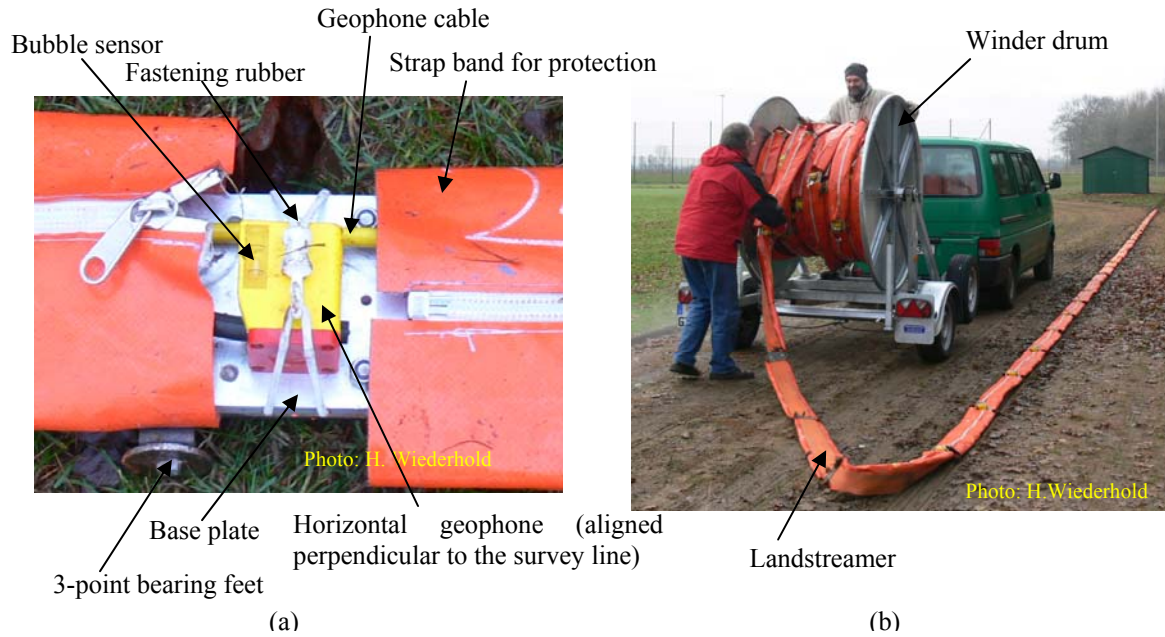 Geophone cable
Bubble sensor
Fastening rubber
Strap band for protection
Winder drum
Photo: H. Wiederhold
Photo: H.Wiederhold
Base plate
Horizontal geophone (aligned
perpendicular to the survey line)
3-point bearing feet
Landstreamer
(a)
(b)